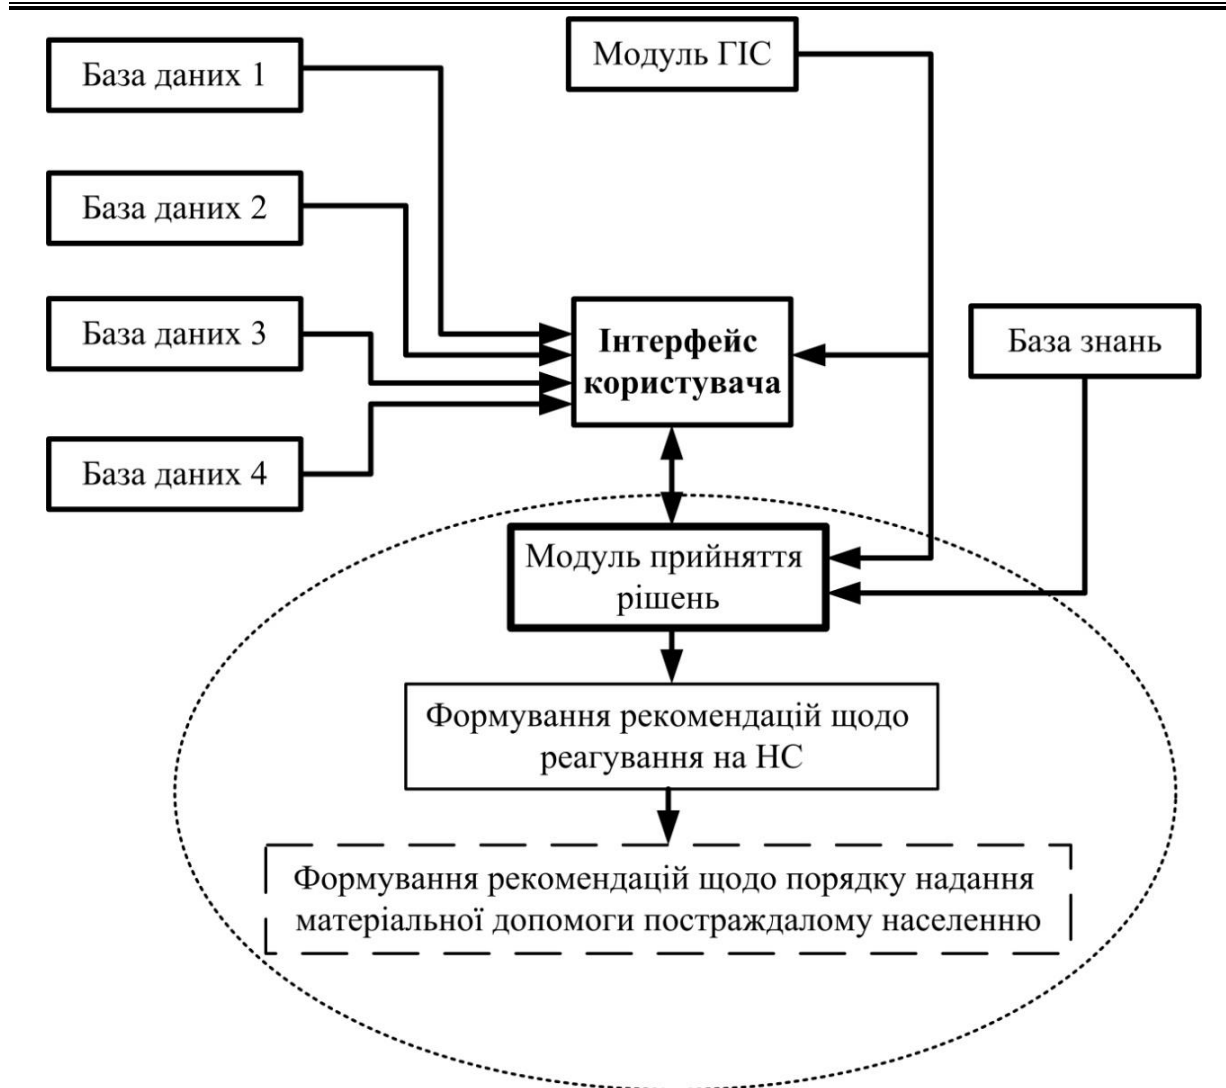 База даних 1
Модуль ГІС
База даних 2
База даних 3
Інтерфейс
користувача
База знань
База даних 4
Модуль прийняття
рішень
Формування рекомендацій щодо
реагування на НС
Формування рекомендацій щодо порядку надання
матеріальної допомоги постраждалому населенню